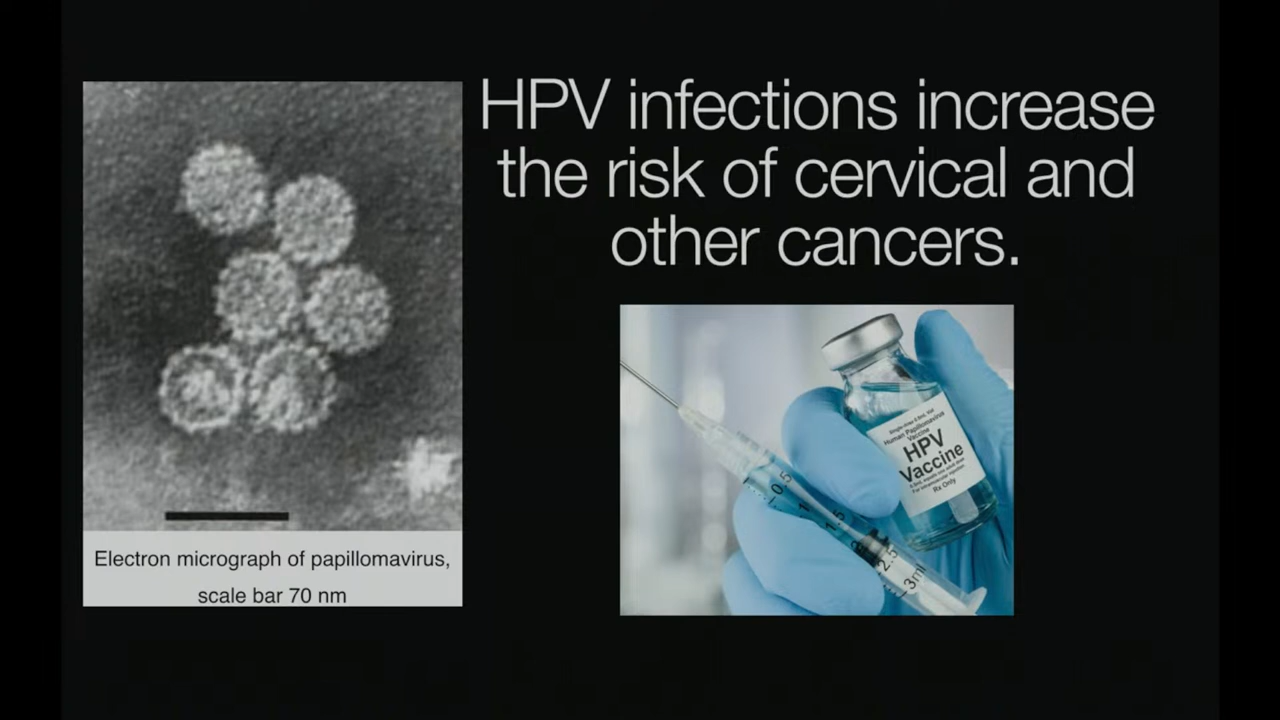 HPV infections increase
the risk of cervical and
other cancers.
Electron micrograph of papillomavirus,
scale bar 70 nm
Human Papillomavirus
Vaccine
HPV
Vaccine
Rx Only
0.5
1
1.5
2.5
3ml